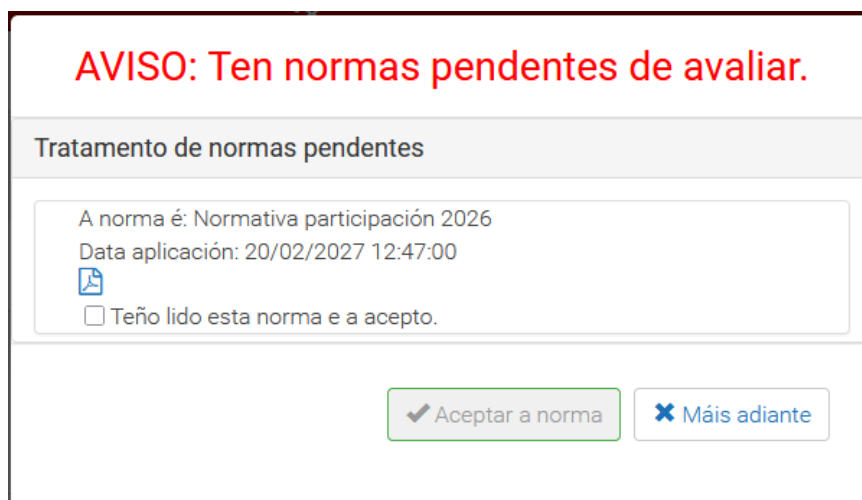 AVISO: Ten normas pendentes de avaliar.
Tratamento de normas pendentes
A norma é: Normativa participación 2026
Data aplicación: 20/02/2027 12:47:00
Teño lido esta norma e a acepto.
Aceptar a norma
Máis adiante